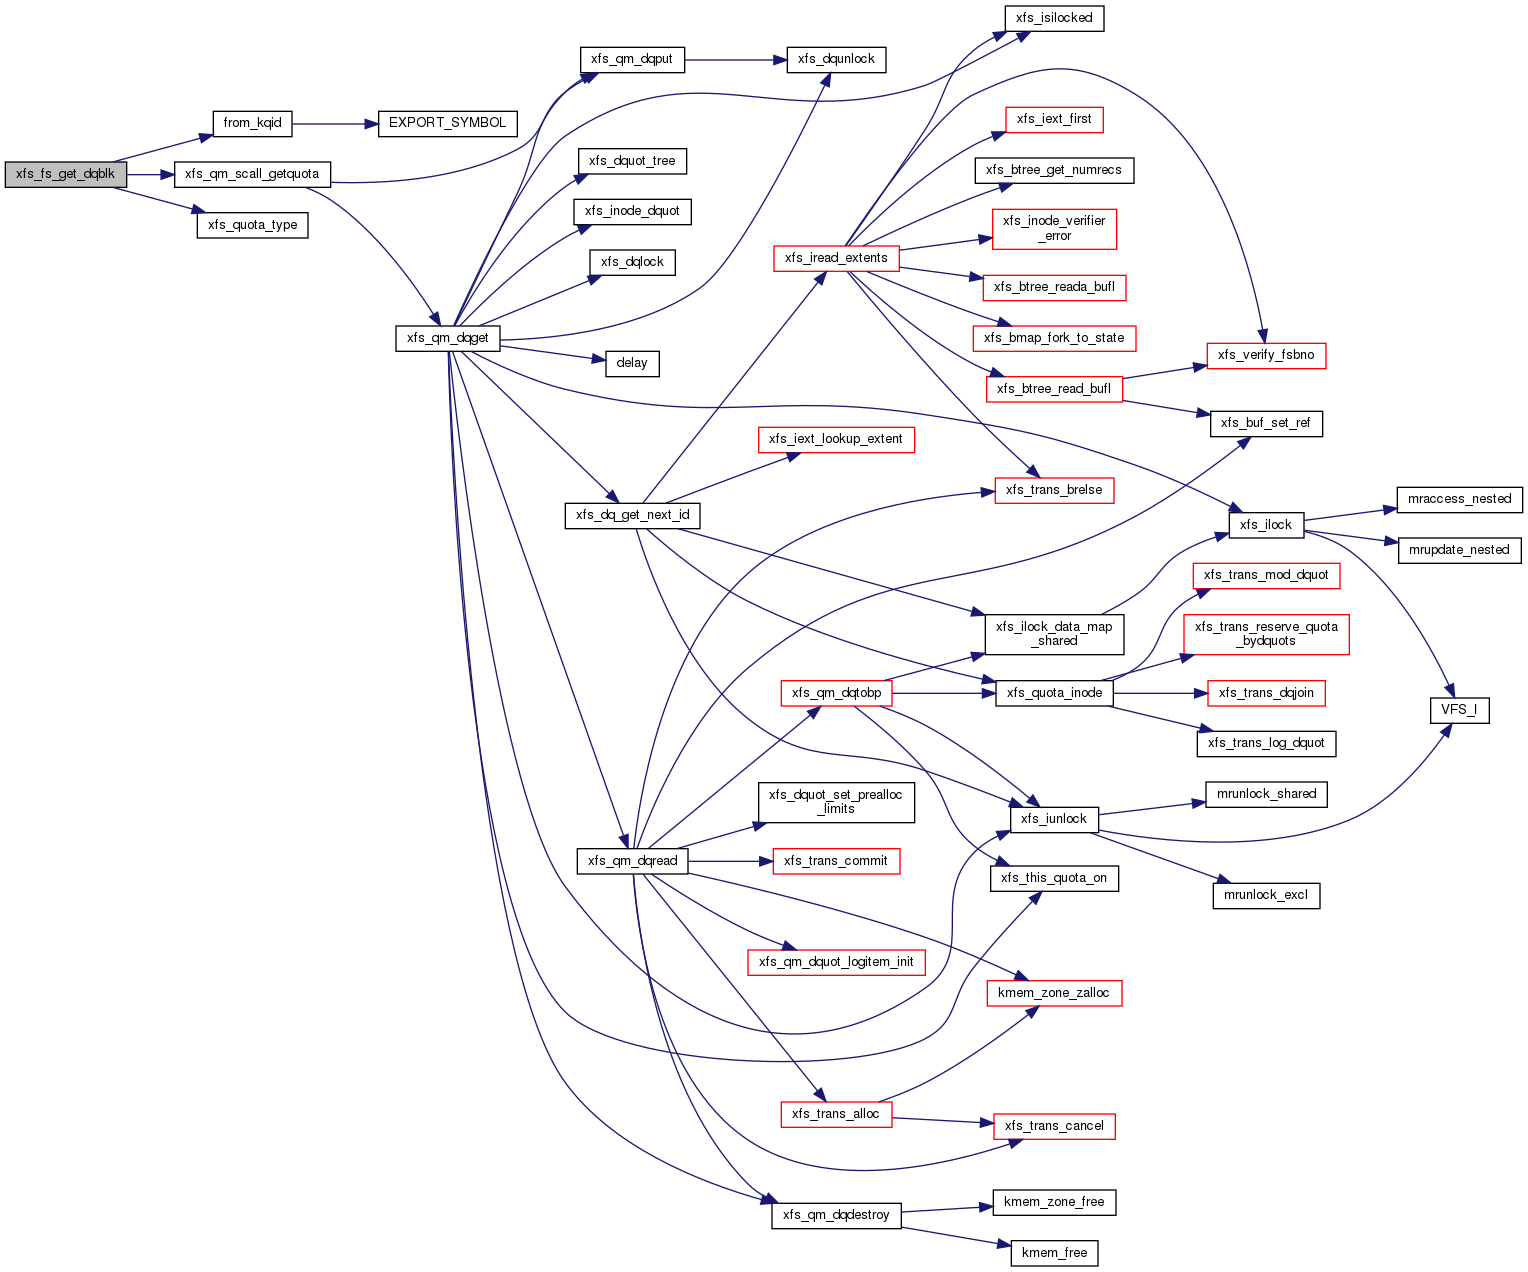 xfs_isilocked
xfs_qm_dqput
xfs_dqunlock
xfs_iext_first
from_kqid
EXPORT_SYMBOL
xfs_dquot_tree
xfs_btree_get_numrecs
xfs_fs_get_dqblk
xfs_qm_scall_getquota
xfs_inode_dquot
xfs_quota_type
xfs_inode_verifier
_error
xfs_dqlock
xfs_iread_extents
xfs_btree_reada_bufl
xfs_qm_dqget
xfs_bmap_fork_to_state
delay
xfs_verify_fsbno
xfs_btree_read_bufl
xfs_buf_set_ref
xfs_iext_lookup_extent
xfs_trans_brelse
mraccess_nested
xfs_dq_get_next_id
xfs_ilock
mrupdate_nested
xfs_trans_mod_dquot
xfs_ilock_data_map
_shared
xfs_trans_reserve_quota
_bydquots
xfs_qm_dqtobp
xfs_quota_inode
xfs_trans_dqjoin
VFS_I
xfs_trans_log_dquot
xfs_dquot_set_prealloc
_limits
mrunlock_shared
xfs_iunlock
xfs_qm_dqread
xfs_trans_commit
xfs_this_quota_on
mrunlock_excl
xfs_qm_dquot_logitem_init
kmem_zone_zalloc
xfs_trans_alloc
xfs_trans_cancel
kmem_zone_free
xfs_qm_dqdestroy
kmem_free